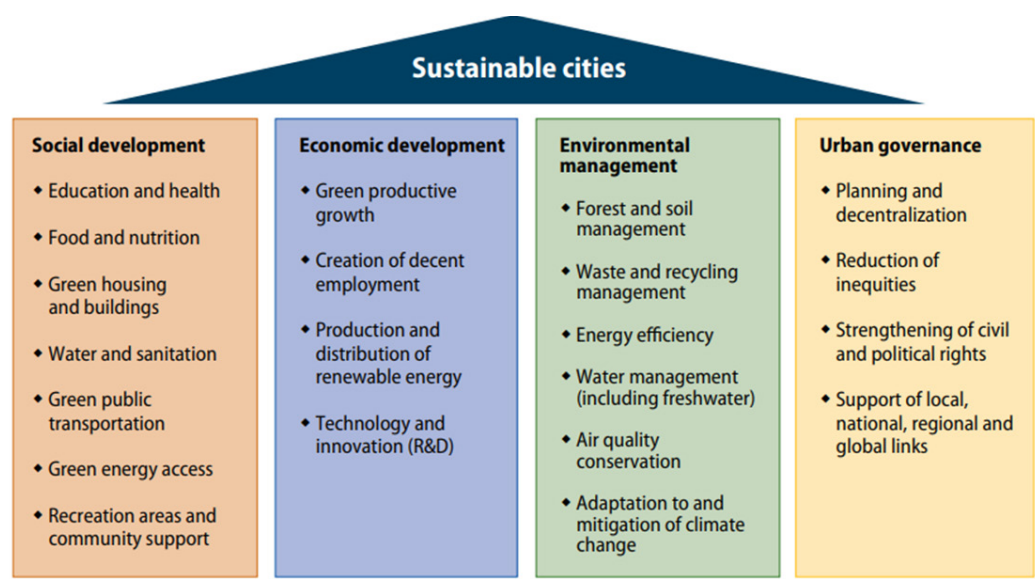 Sustainable cities
Social development
◆ Education and health
◆ Food and nutrition
◆ Green housing
and buildings
◆ Water and sanitation
◆ Green public
transportation
◆ Green energy access
◆ Recreation areas and
community support
Economic development
◆ Green productive
growth
◆ Creation of decent
employment
◆ Production and
distribution of
renewable energy
◆ Technology and
innovation (R&D)
Environmental
management
◆ Forest and soil
management
◆ Waste and recycling
management
◆ Energy efficiency
◆ Water management
(including freshwater)
◆ Air quality
conservation
◆ Adaptation to and
mitigation of climate
change
Urban governance
◆ Planning and
decentralization
◆ Reduction of
inequities
◆ Strengthening of civil
and political rights
◆ Support of local,
national, regional and
global links